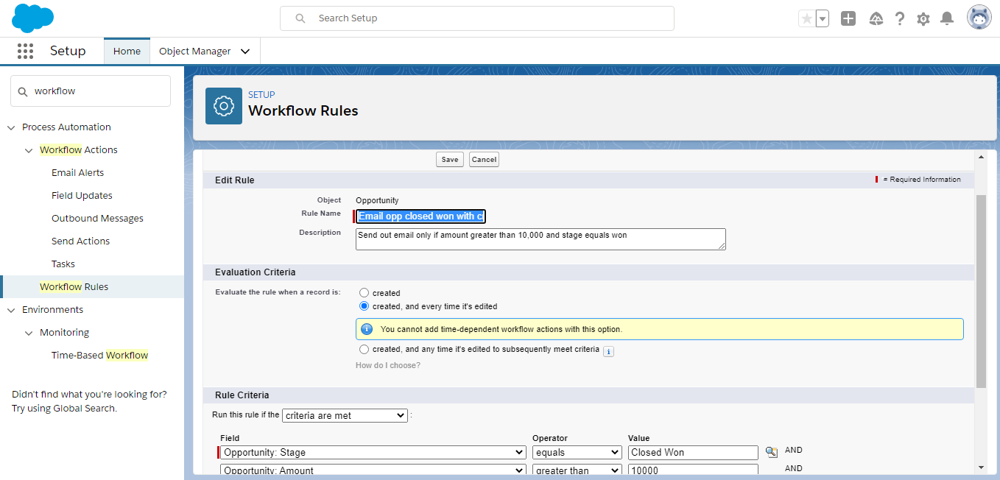 Search Setup
Setup
Home
Object Manager
workflow
Process Automation
Workflow Actions
Email Alerts
Field Updates
Outbound Messages
Send Actions
Tasks
Workflow Rules
Environments
Monitoring
Time-Based Workflow
Didn't find what you're looking for?
Try using Global Search.
SETUP
Workflow Rules
Save Cancel
Edit Rule
= Required Information
Object Opportunity
Rule Name Email opp closed won with
Description Send out email only if amount greater than 10,000 and stage equals won
Evaluation Criteria
Evaluate the rule when a record is: created
created, and every time it's edited
You cannot add time-dependent workflow actions with this option.
created, and any time it's edited to subsequently meet criteria
How do I choose?
Rule Criteria
Run this rule if the criteria are met :
Field Operator Value
Opportunity: Stage equals Closed Won AND
Opportunity: Amount greater than 10000 AND